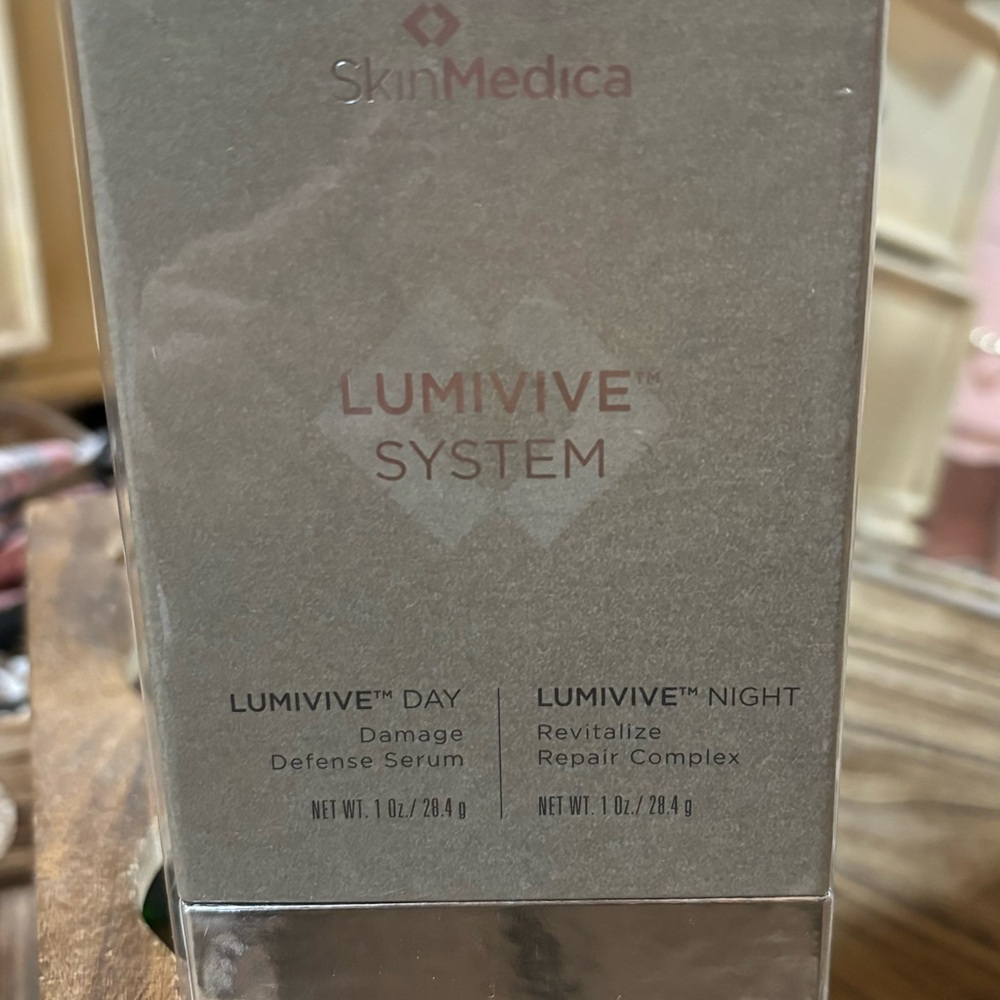 SkinMedica
LUMIVIVE™
SYSTEM
LUMIVIVE™ DAY
Damage
Defense Serum
NET WT. 1 Oz./ 28.4 g
LUMIVIVE™ NIGHT
Revitalize
Repair Complex
NET WT. 1 Oz./ 28.4 g